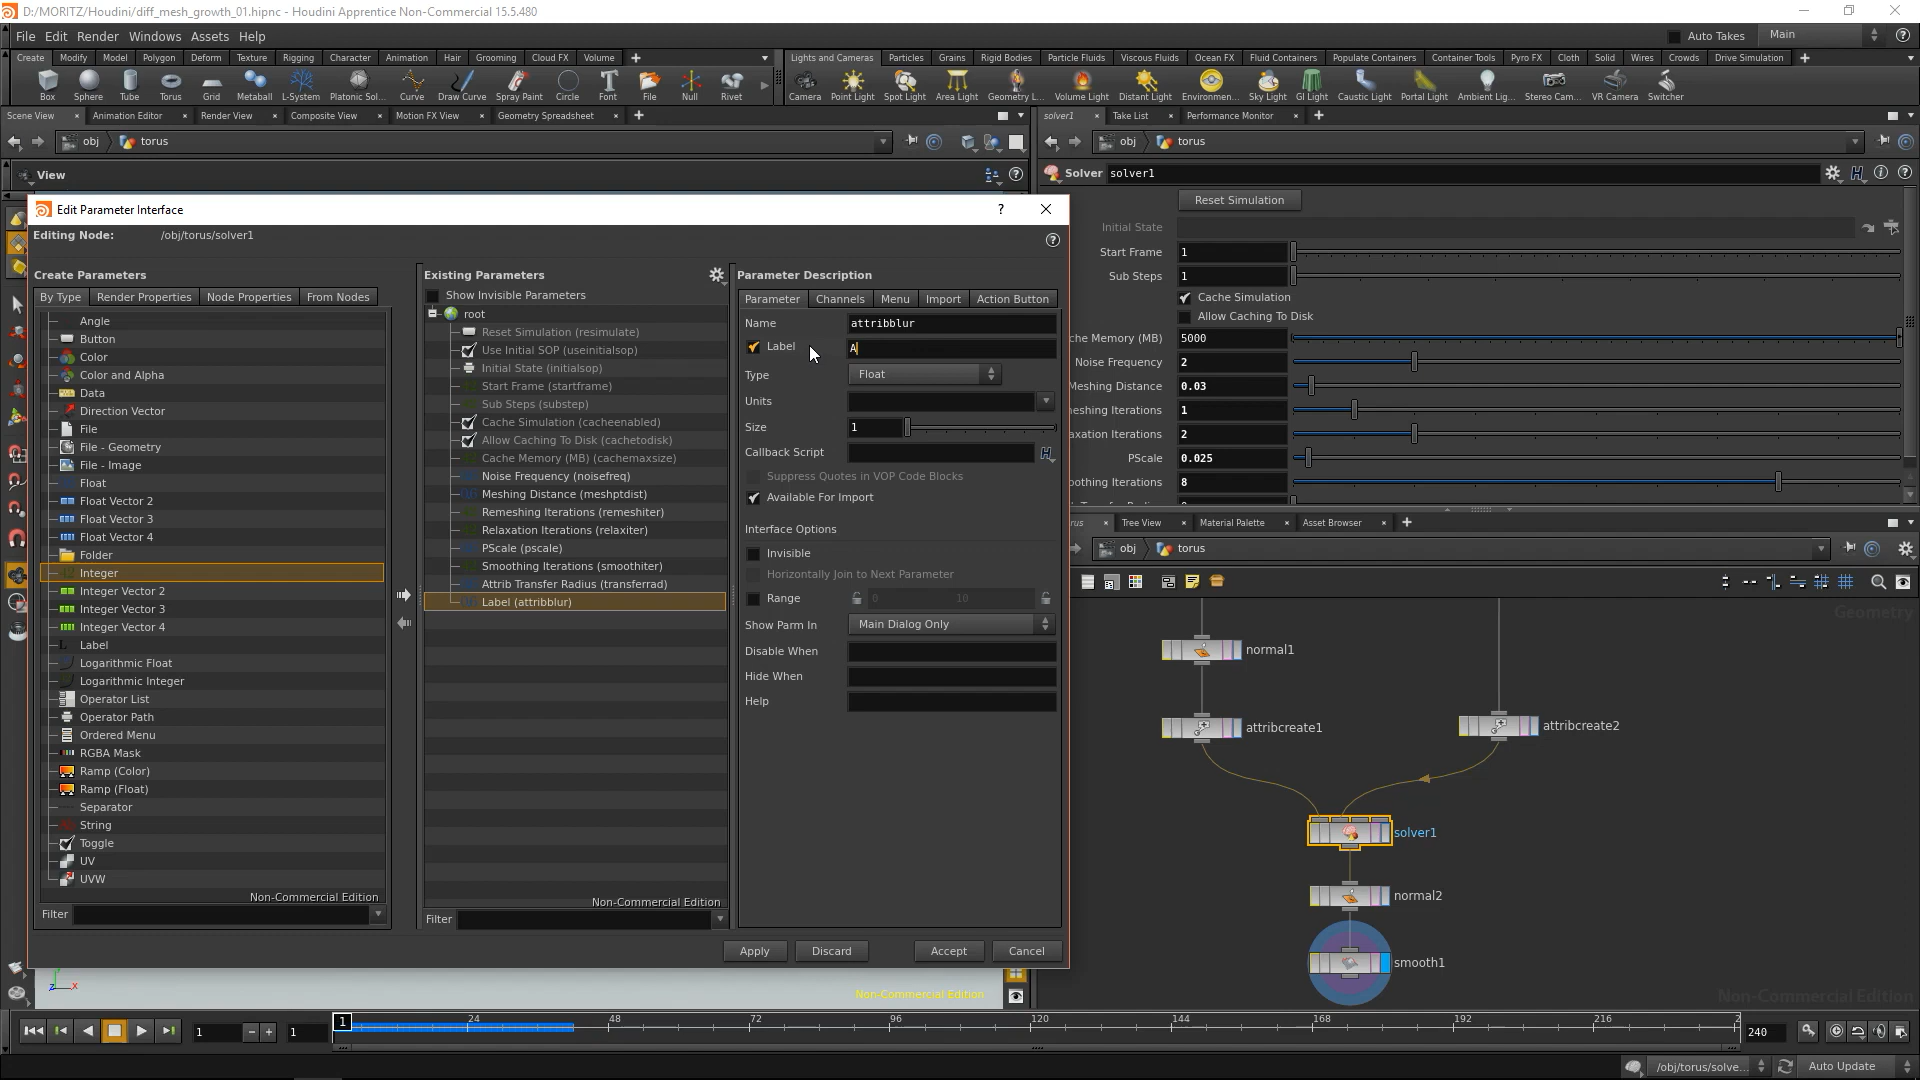 D:/MORITZ/Houdini/diff_mesh_growth_01.hipnc - Houdini Apprentice Non-Commercial 15.5.480
File Edit Render Windows Assets Help
Auto Takes Main
Create Modify Model Polygon Deform Texture Rigging Character Animation Hair Grooming Cloud FX Volume
Lights and Cameras Particles Grains Rigid Bodies Particle Fluids Viscous Fluids Ocean FX Fluid Containers Populate Containers Container Tools Pyro FX Cloth Solid Wires Crowds Drive Simulation
Box Sphere Tube Torus Grid Metaball L-System Platonic Sol... Curve Draw Curve Spray Paint Circle Font File Null Rivet
Camera Point Light Spot Light Area Light Geometry L... Volume Light Distant Light Environmen... Sky Light GI Light Caustic Light Portal Light Ambient Lig... Stereo Cam... VR Camera Switcher
Scene View Animation Editor Render View Composite View Motion FX View Geometry Spreadsheet
solver1 Take List Performance Monitor
obj torus
obj torus
View
Solver solver1
Edit Parameter Interface
Editing Node: /obj/torus/solver1
Create Parameters
By Type Render Properties Node Properties From Nodes
Angle
Button
Color
Color and Alpha
Data
Direction Vector
File
File - Geometry
File - Image
Float
Float Vector 2
Float Vector 3
Float Vector 4
Folder
Integer
Integer Vector 2
Integer Vector 3
Integer Vector 4
Label
Logarithmic Float
Logarithmic Integer
Operator List
Operator Path
Ordered Menu
RGBA Mask
Ramp (Color)
Ramp (Float)
Separator
String
Toggle
UV
UVW
Non-Commercial Edition
Filter
Existing Parameters
Show Invisible Parameters
root
Reset Simulation (resimulate)
Use Initial SOP (useinitialsop)
Initial State (initialsop)
Start Frame (startframe)
Sub Steps (substep)
Cache Simulation (cacheenabled)
Allow Caching To Disk (cachetodisk)
Cache Memory (MB) (cachemaxsize)
Noise Frequency (noisefreq)
Meshing Distance (meshptdist)
Remeshing Iterations (remeshiter)
Relaxation Iterations (relaxiter)
PScale (pscale)
Smoothing Iterations (smoothiter)
Attrib Transfer Radius (transferrad)
Label (attribblur)
Non-Commercial Edition
Filter
Parameter Description
Parameter Channels Menu Import Action Button
Name attribblur
Label A
Type Float
Units
Size 1
Callback Script
Suppress Quotes in VOP Code Blocks
Available For Import
Interface Options
Invisible
Horizontally Join to Next Parameter
Range 0 10
Show Parm In Main Dialog Only
Disable When
Hide When
Help
Apply Discard Accept Cancel
Reset Simulation
Initial State
Start Frame 1
Sub Steps 1
Cache Simulation
Allow Caching To Disk
che Memory (MB) 5000
Noise Frequency 2
Meshing Distance 0.03
meshing Iterations 1
axation Iterations 2
PScale 0.025
oothing Iterations 8
rus Tree View Material Palette Asset Browser
obj torus
Geometry
normal1
attribcreate1
attribcreate2
solver1
normal2
smooth1
Non-Commercial Edition
Non-Commercial Edition
z x
1 1 1 24 48 72 96 120 144 168 192 216 2 240
/obj/torus/solve... Auto Update